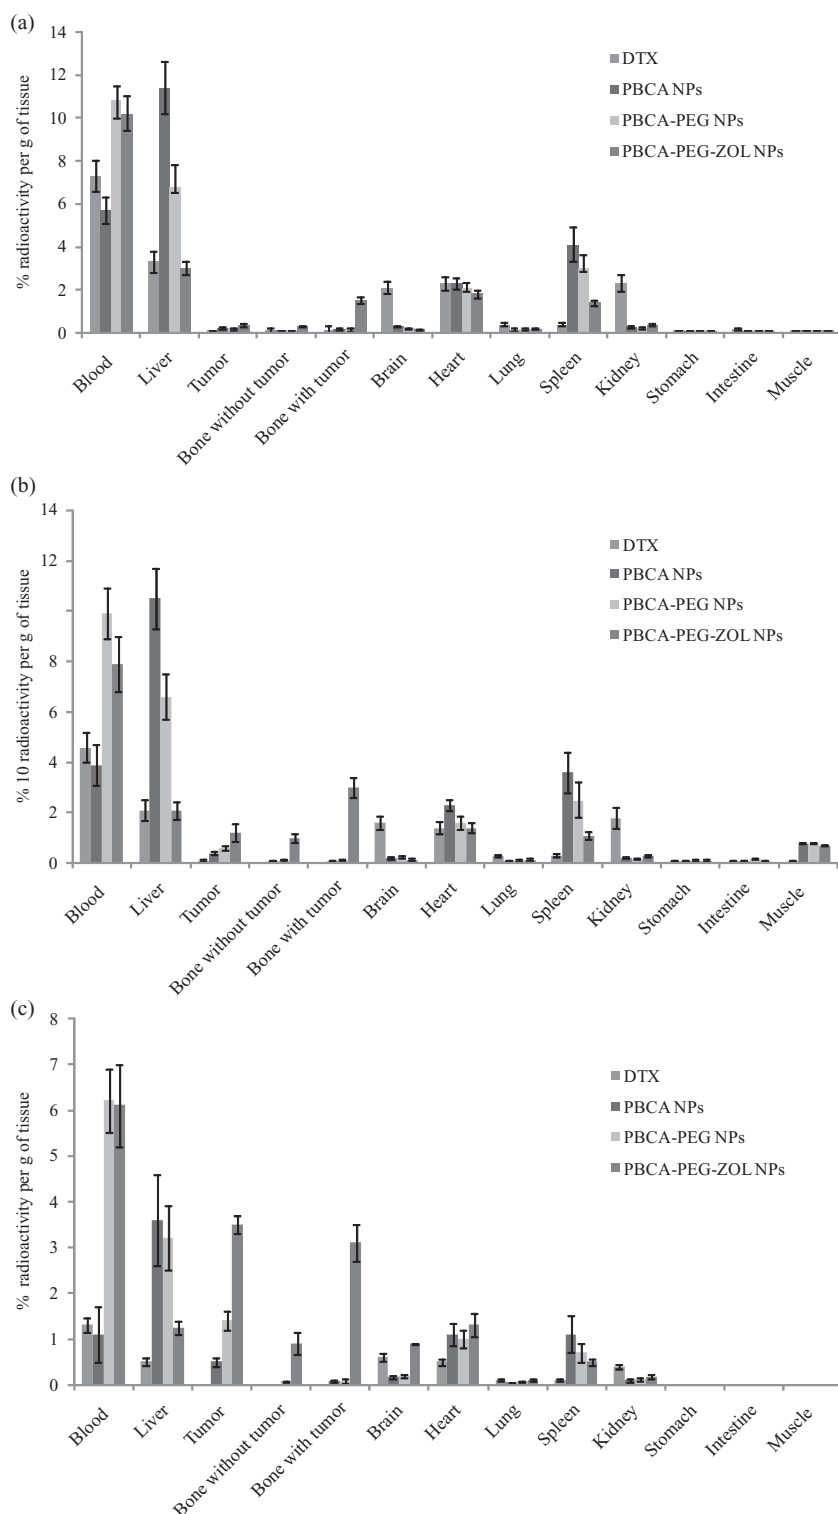 (a)
14
12
10
8
6
4
2
0
% radioactivity per g of tissue
DTX
PBCA NPs
PBCA-PEG NPs
PBCA-PEG-ZOL NPs
Blood
Liver
Tumor
Bone without tumor
Bone with tumor
Brain
Heart
Lung
Spleen
Kidney
Stomach
Intestine
Muscle
(b)
14
12
10
8
6
4
2
0
% 10 radioactivity per g of tissue
DTX
PBCA NPs
PBCA-PEG NPs
PBCA-PEG-ZOL NPs
Blood
Liver
Tumor
Bone without tumor
Bone with tumor
Brain
Heart
Lung
Spleen
Kidney
Stomach
Intestine
Muscle
(c)
8
7
6
5
4
3
2
1
0
% radioactivity per g of tissue
DTX
PBCA NPs
PBCA-PEG NPs
PBCA-PEG-ZOL NPs
Blood
Liver
Tumor
Bone without tumor
Bone with tumor
Brain
Heart
Lung
Spleen
Kidney
Stomach
Intestine
Muscle